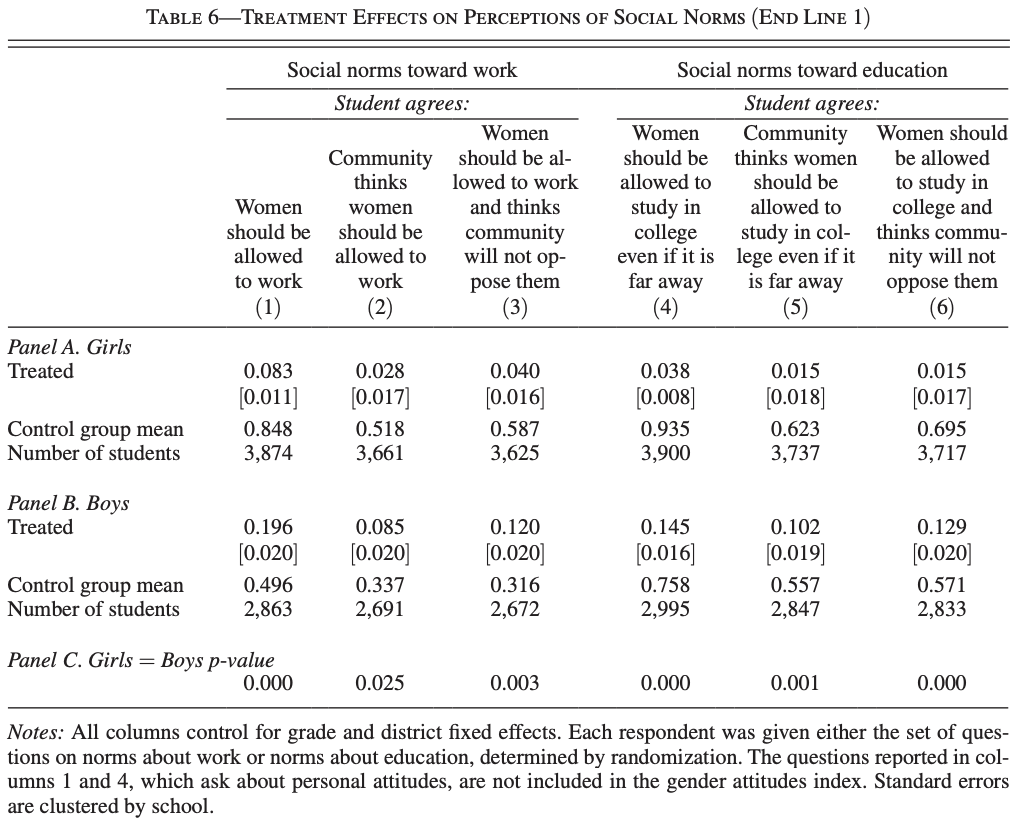 TABLE 6—TREATMENT EFFECTS ON PERCEPTIONS OF SOCIAL NORMS (END LINE 1)
Social norms toward work Social norms toward education
Student agrees: Student agrees:
Women Women Community Women should
Community should be al- should be thinks women be allowed
thinks lowed to work allowed to should be to study in
Women women and thinks study in allowed to college and
should be should be community college study in col- thinks commu-
allowed allowed to will not op- even if it is lege even if it nity will not
to work work pose them far away is far away oppose them
(1) (2) (3) (4) (5) (6)
Panel A. Girls
Treated 0.083 0.028 0.040 0.038 0.015 0.015
[0.011] [0.017] [0.016] [0.008] [0.018] [0.017]
Control group mean 0.848 0.518 0.587 0.935 0.623 0.695
Number of students 3,874 3,661 3,625 3,900 3,737 3,717
Panel B. Boys
Treated 0.196 0.085 0.120 0.145 0.102 0.129
[0.020] [0.020] [0.020] [0.016] [0.019] [0.020]
Control group mean 0.496 0.337 0.316 0.758 0.557 0.571
Number of students 2,863 2,691 2,672 2,995 2,847 2,833
Panel C. Girls = Boys p-value
0.000 0.025 0.003 0.000 0.001 0.000
Notes: All columns control for grade and district fixed effects. Each respondent was given either the set of ques-
tions on norms about work or norms about education, determined by randomization. The questions reported in col-
umns 1 and 4, which ask about personal attitudes, are not included in the gender attitudes index. Standard errors
are clustered by school.